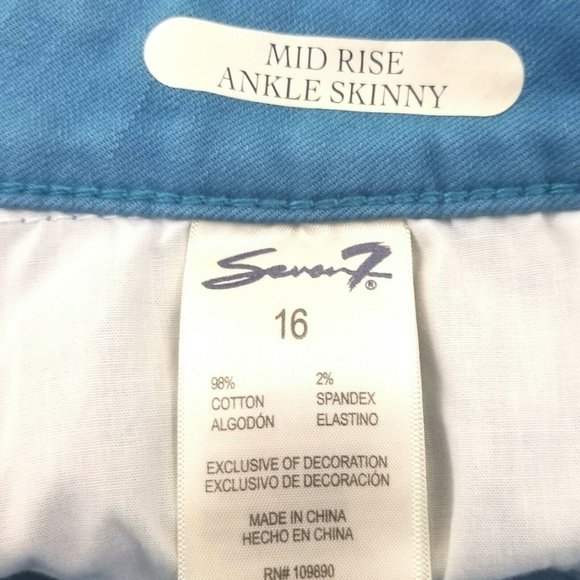 MID RISE
ANKLE SKINNY
Seven7®
16
98% 2%
COTTON SPANDEX
ALGODÓN ELASTINO
EXCLUSIVE OF DECORATION
EXCLUSIVO DE DECORACIÓN
MADE IN CHINA
HECHO EN CHINA
RN# 109890